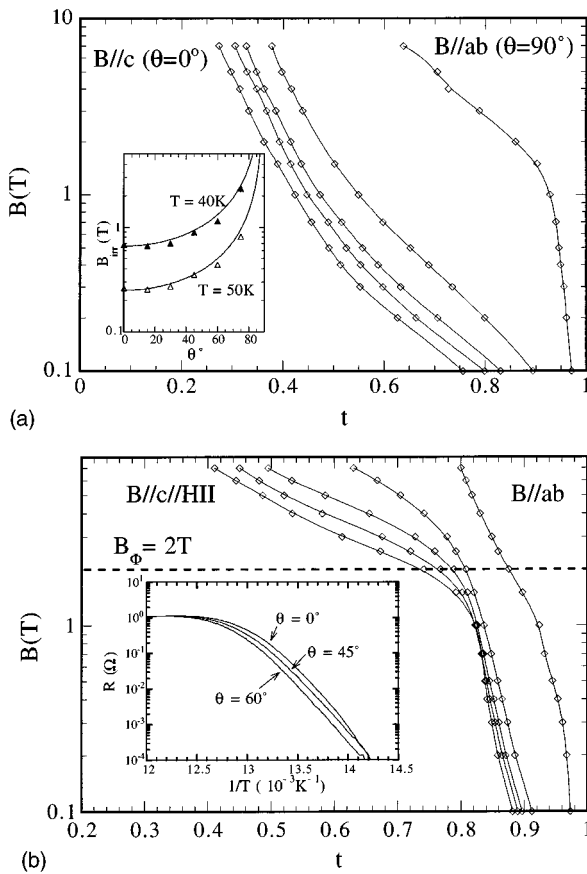 10
B//c (θ=0°)
B//ab (θ=90°)
B(T)
1
B_irr (T)
1
T = 40K
T = 50K
0.1
0 20 40 60 80
θ°
0.1
0 0.2 0.4 0.6 0.8 1
(a)
t
B//c//HII
B//ab
B_Φ = 2T
B(T)
1
R (Ω)
10^1
10^0
10^-1
10^-2
10^-3
10^-4
θ = 0°
θ = 45°
θ = 60°
12 12.5 13 13.5 14 14.5
1/T (10^-3K^-1)
0.1
0.2 0.3 0.4 0.5 0.6 0.7 0.8 0.9 1
(b)
t